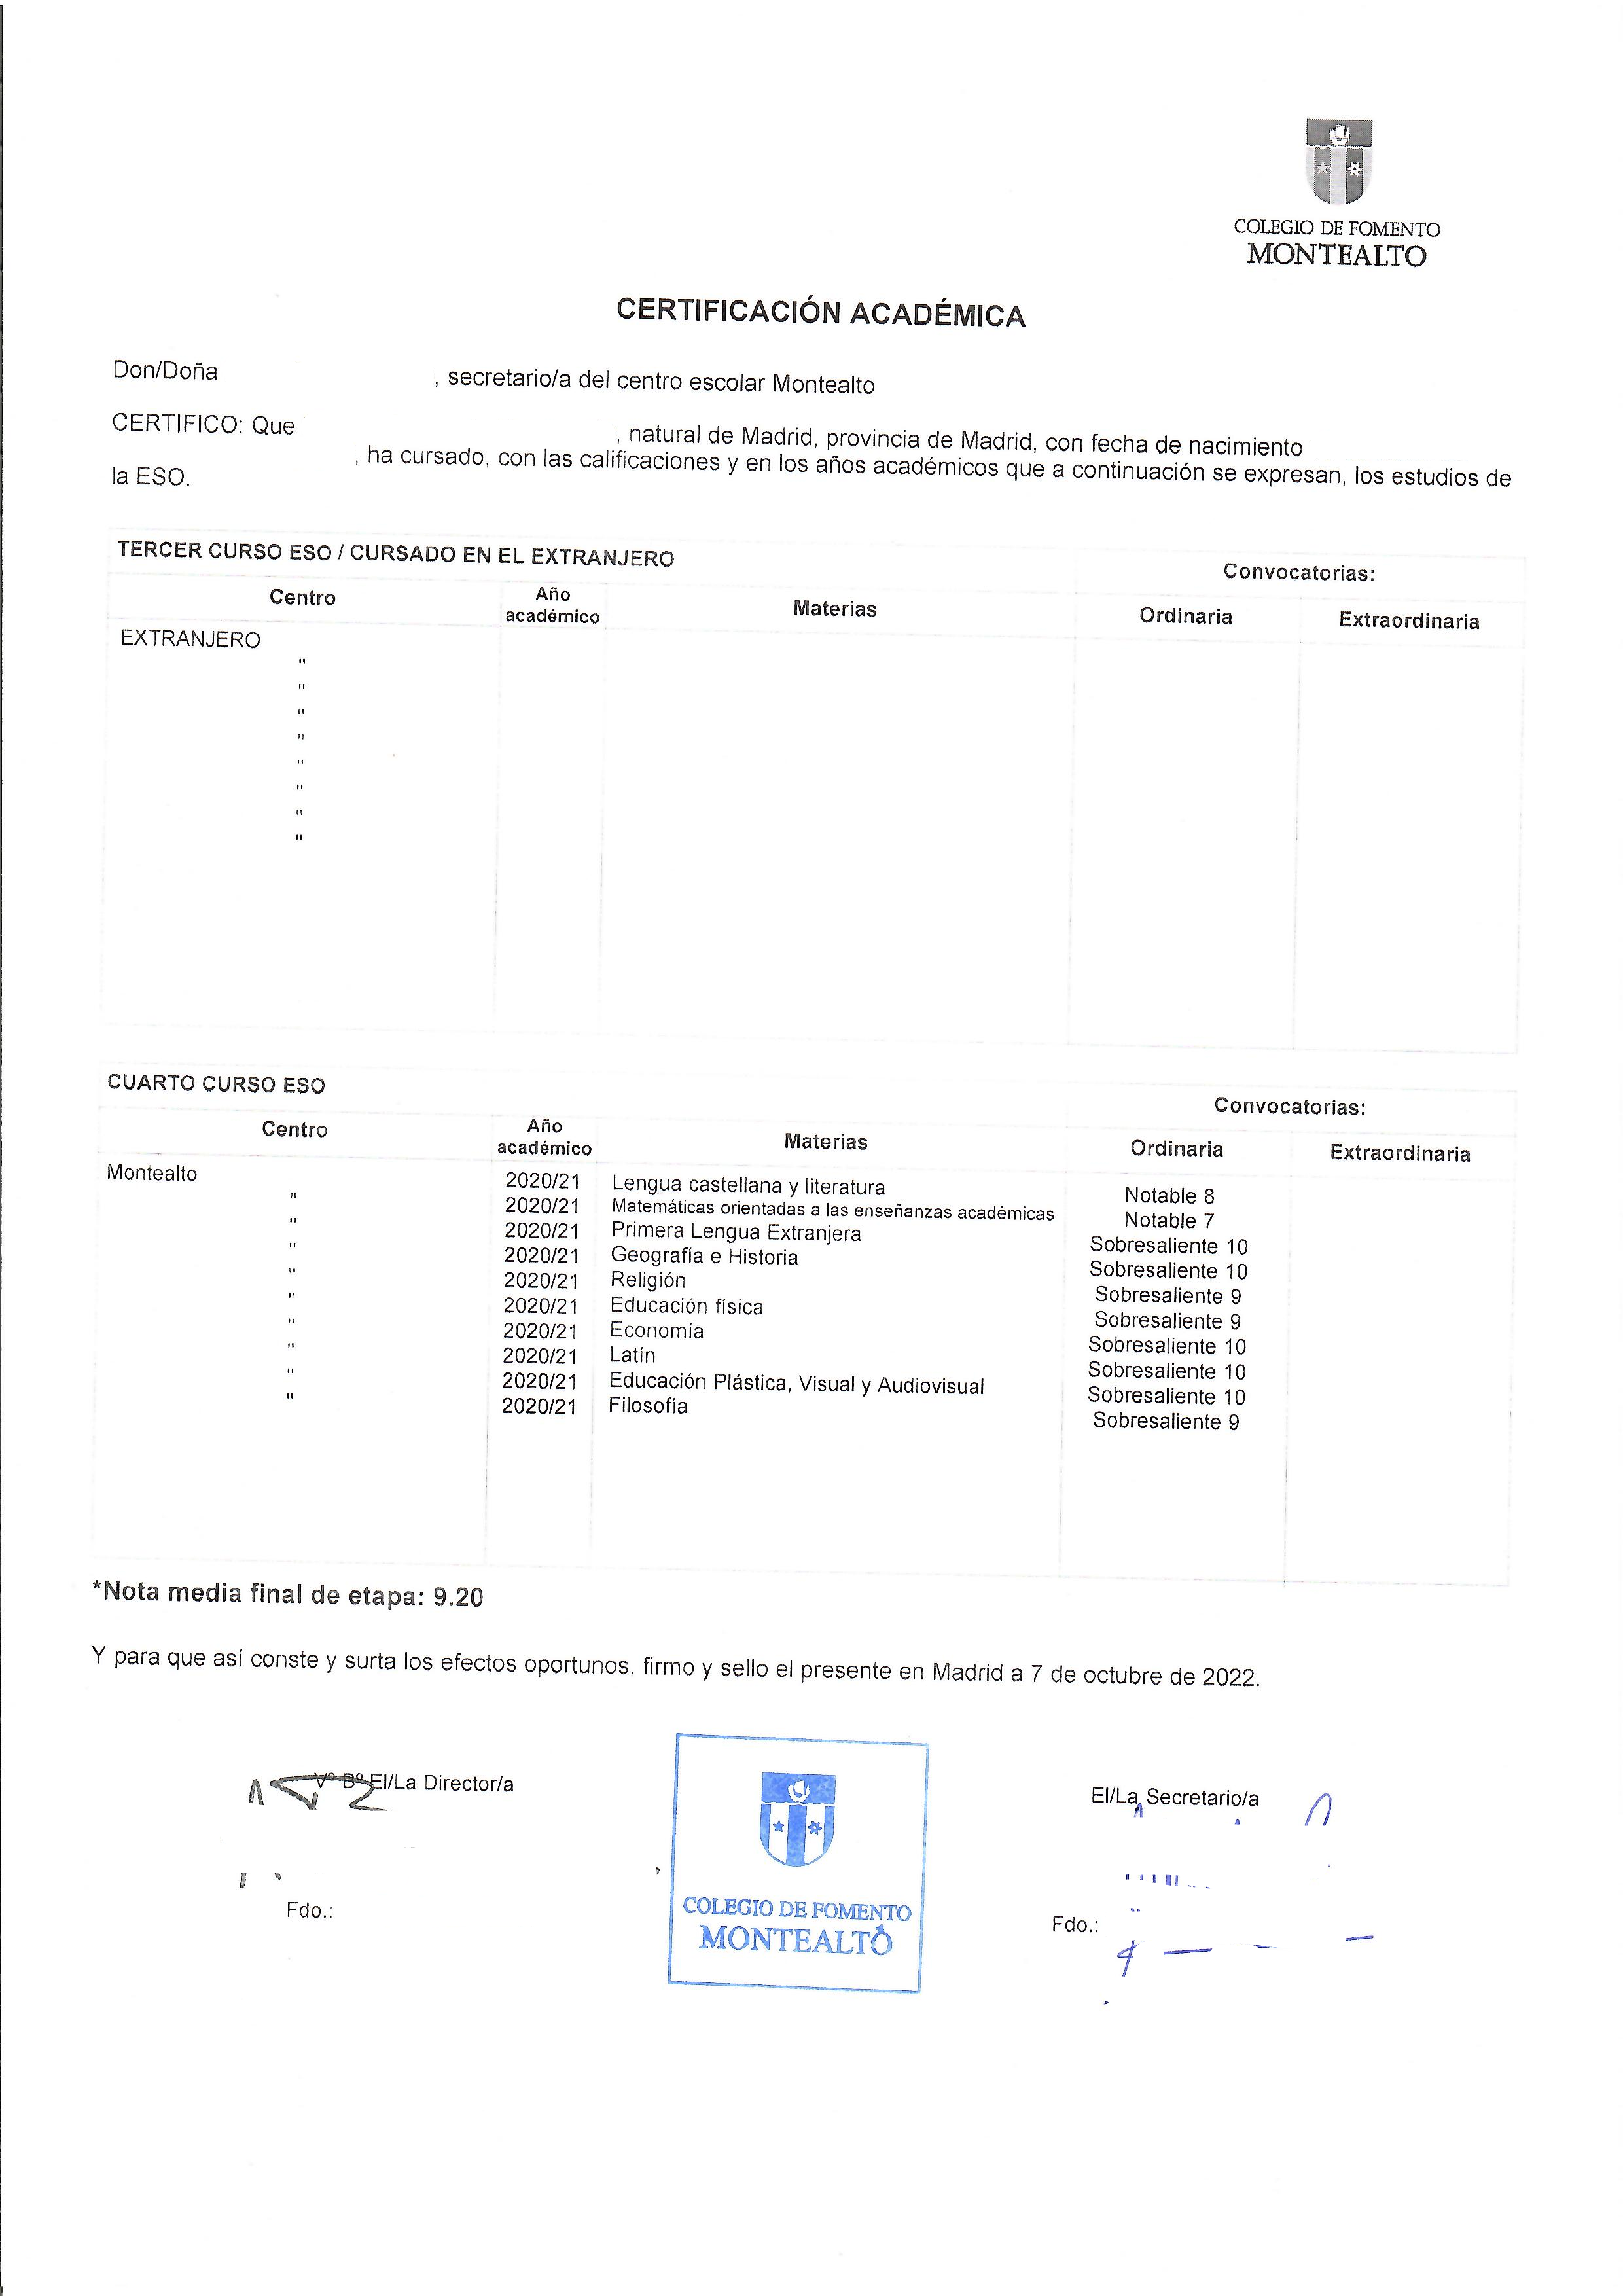 COLEGIO DE FOMENTO
MONTEALTO
CERTIFICACIÓN ACADÉMICA
Don/Doña , secretario/a del centro escolar Montealto
CERTIFICO: Que , natural de Madrid, provincia de Madrid, con fecha de nacimiento
, ha cursado, con las calificaciones y en los años académicos que a continuación se expresan, los estudios de
la ESO.
TERCER CURSO ESO / CURSADO EN EL EXTRANJERO Convocatorias:
Centro Año académico Materias Ordinaria Extraordinaria
EXTRANJERO
"
"
"
"
"
"
"
"
CUARTO CURSO ESO Convocatorias:
Centro Año académico Materias Ordinaria Extraordinaria
Montealto 2020/21 Lengua castellana y literatura Notable 8
" 2020/21 Matemáticas orientadas a las enseñanzas académicas Notable 7
" 2020/21 Primera Lengua Extranjera Sobresaliente 10
" 2020/21 Geografía e Historia Sobresaliente 10
" 2020/21 Religión Sobresaliente 9
" 2020/21 Educación física Sobresaliente 9
" 2020/21 Economía Sobresaliente 10
" 2020/21 Latín Sobresaliente 10
" 2020/21 Educación Plástica, Visual y Audiovisual Sobresaliente 10
" 2020/21 Filosofía Sobresaliente 9
*Nota media final de etapa: 9.20
Y para que así conste y surta los efectos oportunos. firmo y sello el presente en Madrid a 7 de octubre de 2022.
Vº Bº El/La Director/a
El/La Secretario/a
COLEGIO DE FOMENTO
MONTEALTO
Fdo.:
Fdo.: